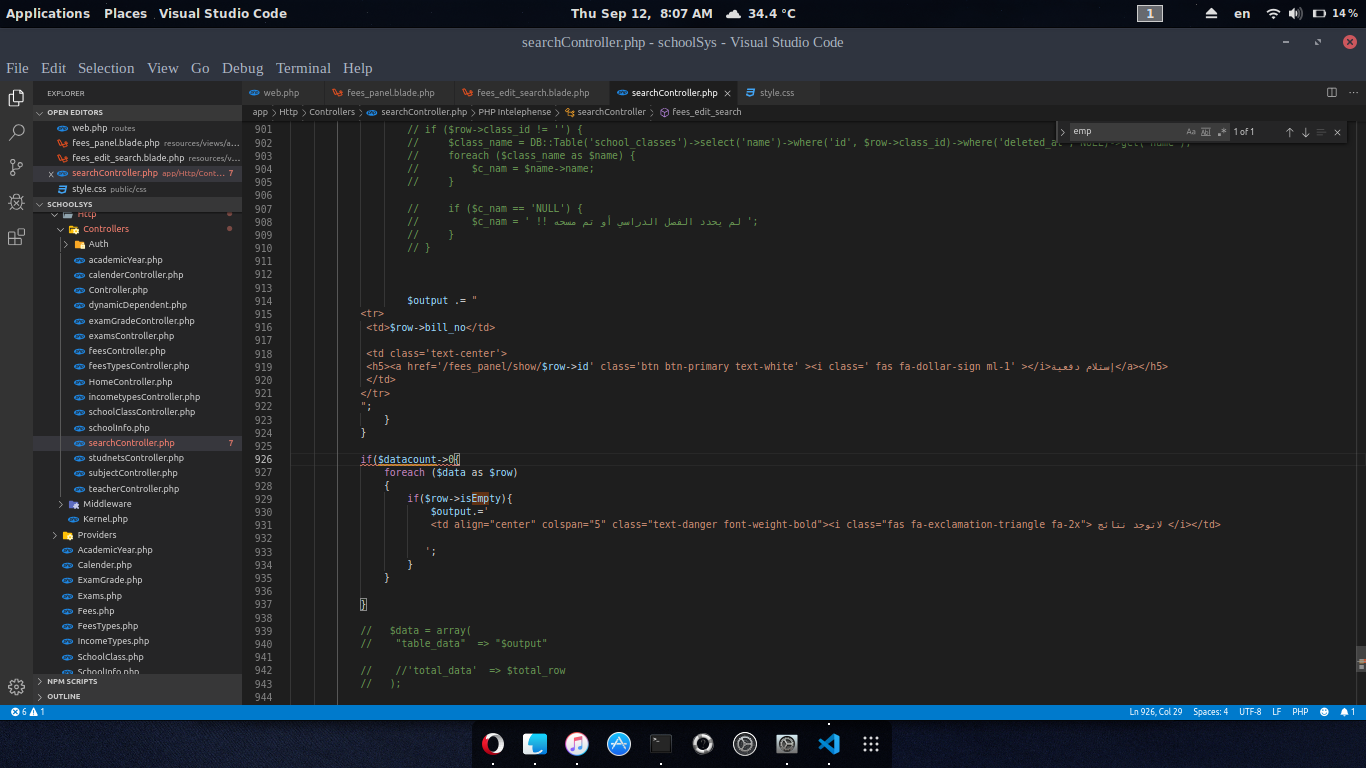 Applications Places Visual Studio Code Thu Sep 12, 8:07 AM 34.4 °C 1 en 14 %
searchController.php - schoolSys - Visual Studio Code
File Edit Selection View Go Debug Terminal Help
EXPLORER
OPEN EDITORS
web.php routes
fees_panel.blade.php resources/views/a...
fees_edit_search.blade.php resources/v...
searchController.php app/Http/Cont... 7
style.css public/css
SCHOOLSYS
Http
Controllers
Auth
academicYear.php
calenderController.php
Controller.php
dynamicDependent.php
examGradeController.php
examsController.php
feesController.php
feesTypesController.php
HomeController.php
incometypesController.php
schoolClassController.php
schoolInfo.php
searchController.php 7
studnetsController.php
subjectController.php
teacherController.php
Middleware
Kernel.php
Providers
AcademicYear.php
Calender.php
ExamGrade.php
Exams.php
Fees.php
FeesTypes.php
IncomeTypes.php
SchoolClass.php
SchoolInfo.php
NPM SCRIPTS
OUTLINE
web.php fees_panel.blade.php fees_edit_search.blade.php searchController.php style.css
app > Http > Controllers > searchController.php > PHP Intelephense > searchController > fees_edit_search
emp Aa 1 of 1
901 // if ($row->class_id != '') {
902 // $class_name = DB::Table('school_classes')->select('name')->where('id', $row->class_id)->where('deleted_at', NULL)->get('name');
903 // foreach ($class_name as $name) {
904 // $c_nam = $name->name;
905 // }
906
907 // if ($c_nam == 'NULL') {
908 // $c_nam = ' لم يحدد الفصل الدراسي أو تم مسحه !! ';
909 // }
910 // }
911
912
913
914 $output .= "
915 <tr>
916 <td>$row->bill_no</td>
917
918 <td class='text-center'>
919 <h5><a href='/fees_panel/show/$row->id' class='btn btn-primary text-white' ><i class=' fas fa-dollar-sign ml-1' ></i>إستلام دفعية</a></h5>
920 </td>
921 </tr>
922 ";
923 }
924 }
925
926 if($datacount->0{
927 foreach ($data as $row)
928 {
929 if($row->isEmpty){
930 $output.='
931 <td align="center" colspan="5" class="text-danger font-weight-bold"><i class="fas fa-exclamation-triangle fa-2x"> لاتوجد نتائج </i></td>
932
933 ';
934 }
935 }
936
937 }
938
939 // $data = array(
940 // "table_data" => "$output"
941
942 // //'total_data' => $total_row
943 // );
944
6 1 Ln 926, Col 29 Spaces: 4 UTF-8 LF PHP 1